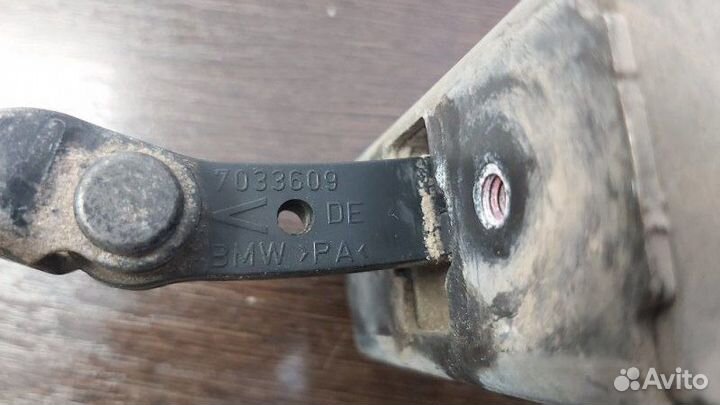 7033609
DE
BMW >PA<
Avito